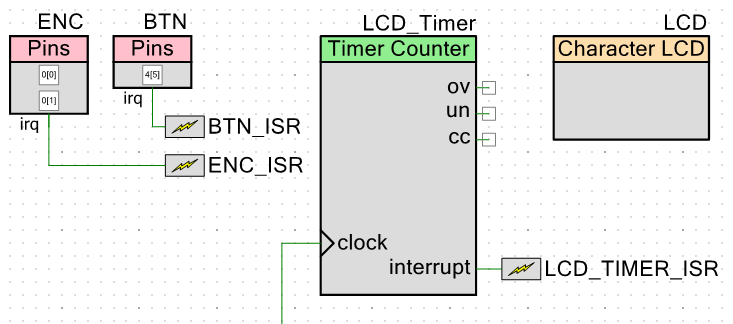 ENC
Pins
0[0]
0[1]
irq
BTN
Pins
4[5]
irq
BTN_ISR
ENC_ISR
LCD_Timer
Timer Counter
ov
un
cc
clock
interrupt
LCD_TIMER_ISR
LCD
Character LCD